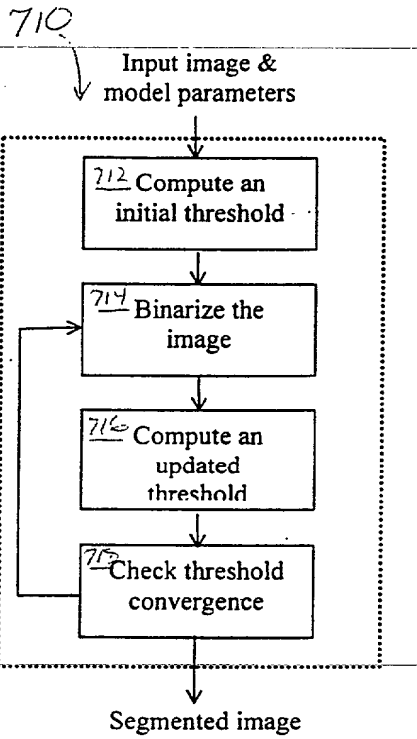 710
Input image &
model parameters
712 Compute an
initial threshold
714 Binarize the
image
716 Compute an
updated
threshold
718 Check threshold
convergence
Segmented image